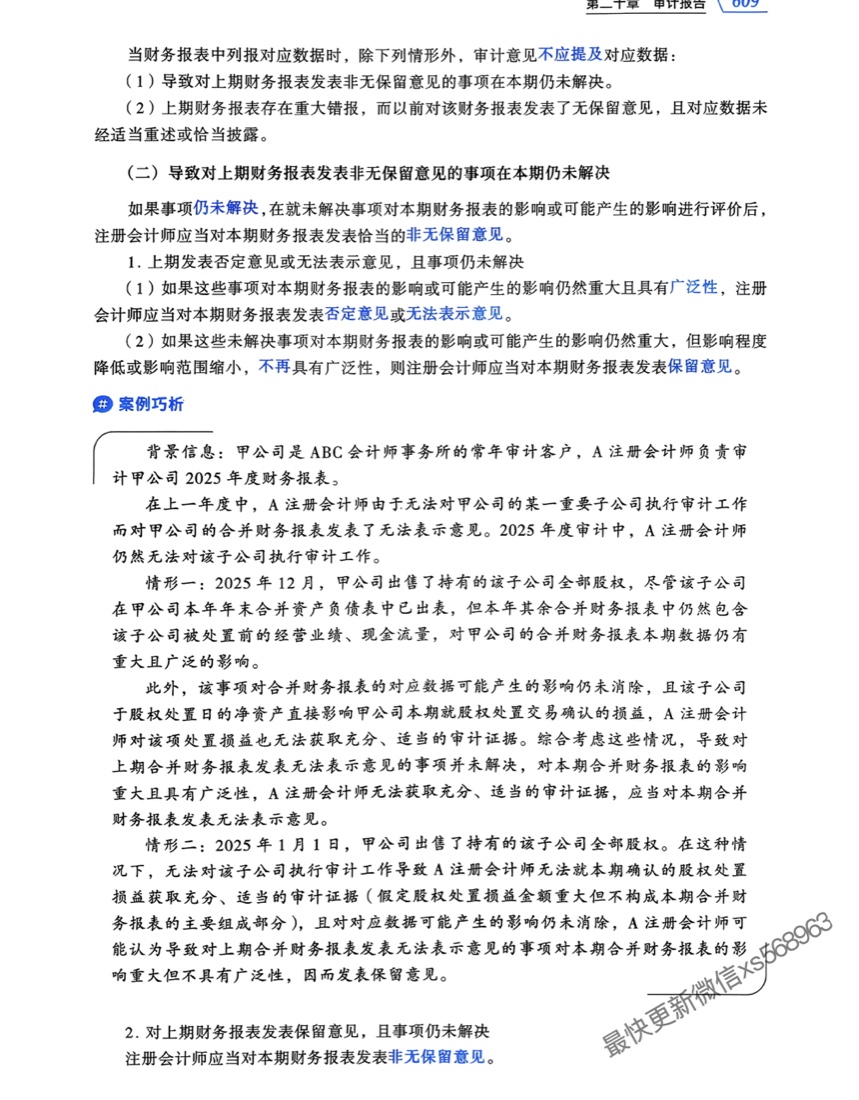 第二十章 审计报告 609
当财务报表中列报对应数据时，除下列情形外，审计意见不应提及对应数据：
（1）导致对上期财务报表发表非无保留意见的事项在本期仍未解决。
（2）上期财务报表存在重大错报，而以前对该财务报表发表了无保留意见，且对应数据未
经适当重述或恰当披露。
（二）导致对上期财务报表发表非无保留意见的事项在本期仍未解决
如果事项仍未解决，在就未解决事项对本期财务报表的影响或可能产生的影响进行评价后，
注册会计师应当对本期财务报表发表恰当的非无保留意见。
1. 上期发表否定意见或无法表示意见，且事项仍未解决
（1）如果这些事项对本期财务报表的影响或可能产生的影响仍然重大且具有广泛性，注册
会计师应当对本期财务报表发表否定意见或无法表示意见。
（2）如果这些未解决事项对本期财务报表的影响或可能产生的影响仍然重大，但影响程度
降低或影响范围缩小，不再具有广泛性，则注册会计师应当对本期财务报表发表保留意见。
# 案例巧析
背景信息：甲公司是 ABC 会计师事务所的常年审计客户，A 注册会计师负责审
计甲公司 2025 年度财务报表。
在上一年度中，A 注册会计师由于无法对甲公司的某一重要子公司执行审计工作
而对甲公司的合并财务报表发表了无法表示意见。2025 年度审计中，A 注册会计师
仍然无法对该子公司执行审计工作。
情形一：2025 年 12 月，甲公司出售了持有的该子公司全部股权，尽管该子公司
在甲公司本年年末合并资产负债表中已出表，但本年其余合并财务报表中仍然包含
该子公司被处置前的经营业绩、现金流量，对甲公司的合并财务报表本期数据仍有
重大且广泛的影响。
此外，该事项对合并财务报表的对应数据可能产生的影响仍未消除，且该子公司
于股权处置日的净资产直接影响甲公司本期就股权处置交易确认的损益，A 注册会计
师对该项处置损益也无法获取充分、适当的审计证据。综合考虑这些情况，导致对
上期合并财务报表发表无法表示意见的事项并未解决，对本期合并财务报表的影响
重大且具有广泛性，A 注册会计师无法获取充分、适当的审计证据，应当对本期合并
财务报表发表无法表示意见。
情形二：2025 年 1 月 1 日，甲公司出售了持有的该子公司全部股权。在这种情
况下，无法对该子公司执行审计工作导致 A 注册会计师无法就本期确认的股权处置
损益获取充分、适当的审计证据（假定股权处置损益金额重大但不构成本期合并财
务报表的主要组成部分），且对对应数据可能产生的影响仍未消除，A 注册会计师可
能认为导致对上期合并财务报表发表无法表示意见的事项对本期合并财务报表的影
响重大但不具有广泛性，因而发表保留意见。
最快更新微信xs568963
2. 对上期财务报表发表保留意见，且事项仍未解决
注册会计师应当对本期财务报表发表非无保留意见。